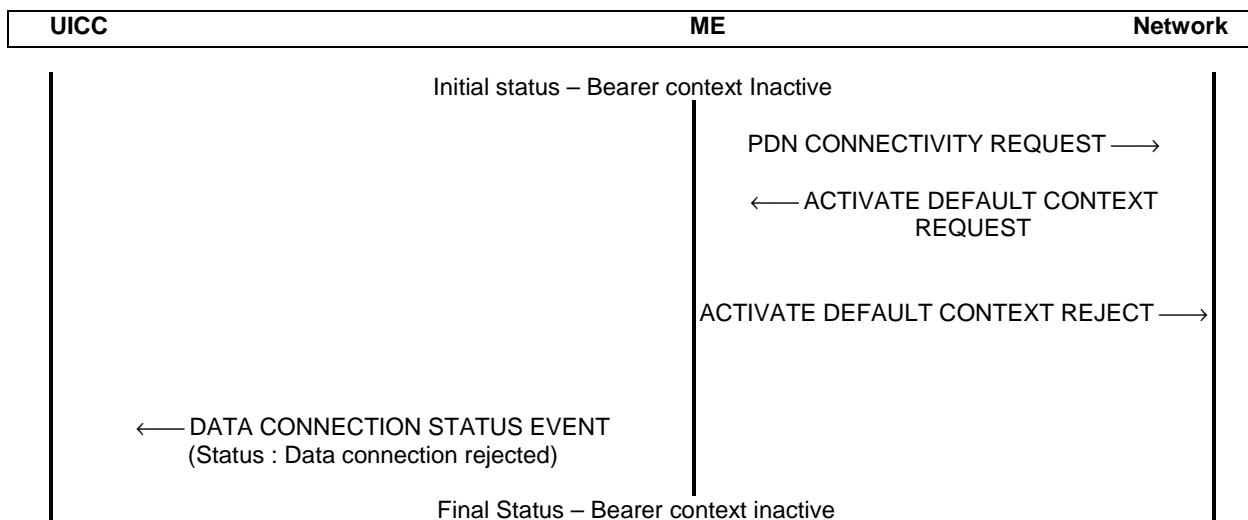 UICC ME Network
Initial status – Bearer context Inactive
PDN CONNECTIVITY REQUEST ⟶
⟵ ACTIVATE DEFAULT CONTEXT
REQUEST
ACTIVATE DEFAULT CONTEXT REJECT ⟶
⟵ DATA CONNECTION STATUS EVENT
(Status : Data connection rejected)
Final Status – Bearer context inactive